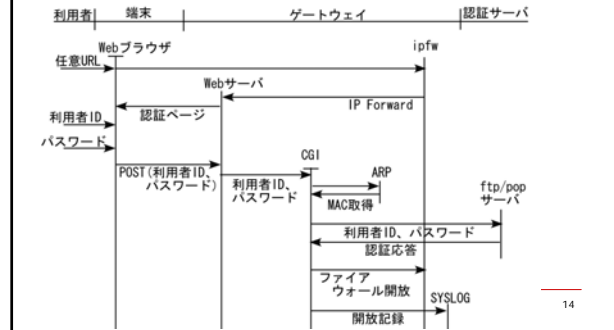 利用者
端末
ゲートウェイ
認証サーバ
Webブラウザ
ipfw
任意URL
Webサーバ
IP Forward
認証ページ
利用者ID
パスワード
CGI
POST(利用者ID、
パスワード)
利用者ID、
パスワード
ARP
MAC取得
ftp/pop
サーバ
利用者ID、パスワード
認証応答
ファイア
ウォール開放
SYSLOG
開放記録
14